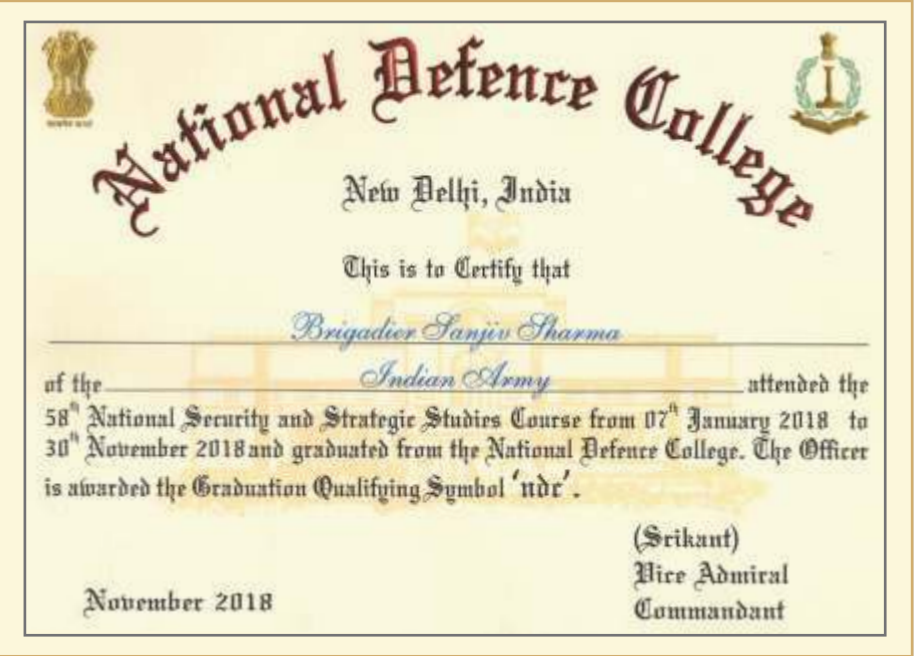 National Defence College
New Delhi, India
This is to Certify that
Brigadier Sanjiv Sharma
of the Indian Army attended the
58th National Security and Strategic Studies Course from 07th January 2018 to
30th November 2018 and graduated from the National Defence College. The Officer
is awarded the Graduation Qualifying Symbol 'ndc'.
(Srikant)
Vice Admiral
November 2018 Commandant